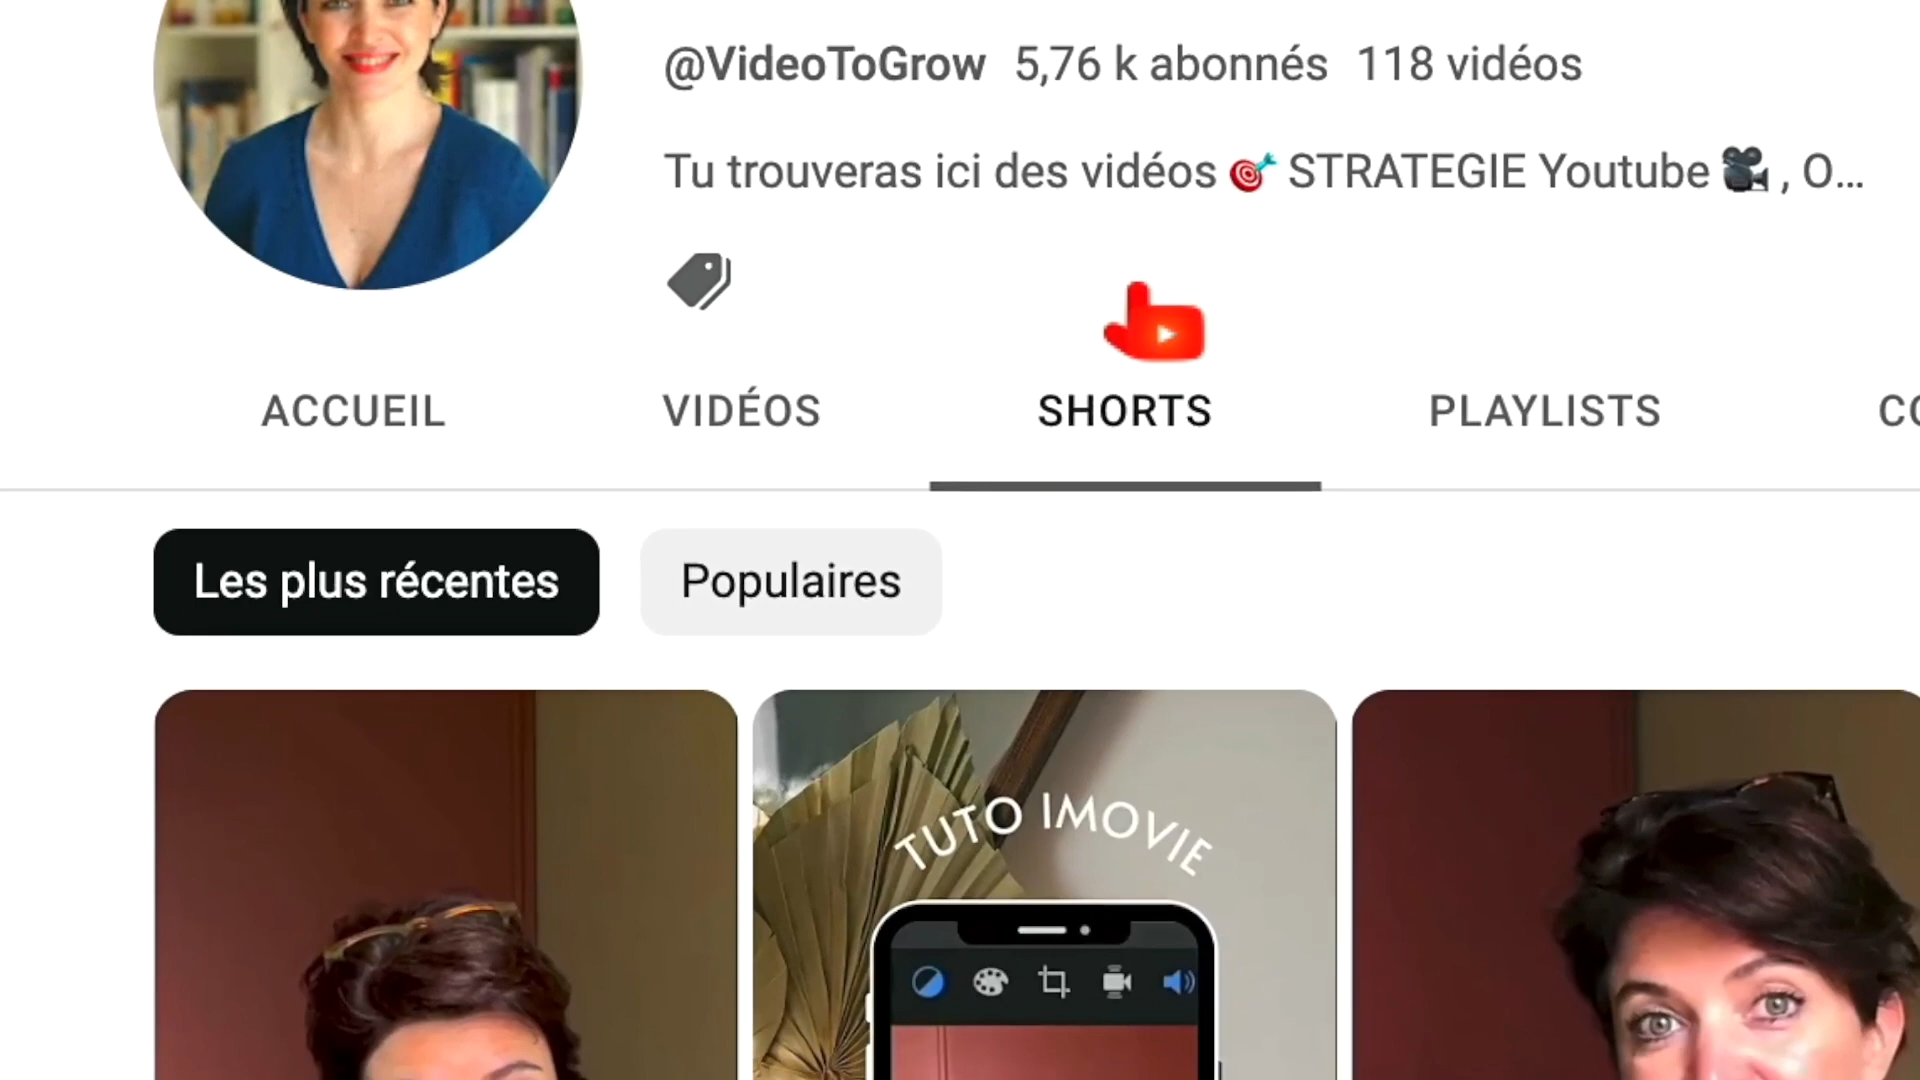 @VideoToGrow 5,76 k abonnés 118 vidéos
Tu trouveras ici des vidéos 🎯 STRATEGIE Youtube 🎥 , O...
ACCUEIL VIDÉOS SHORTS PLAYLISTS CO
Les plus récentes Populaires
TUTO IMOVIE